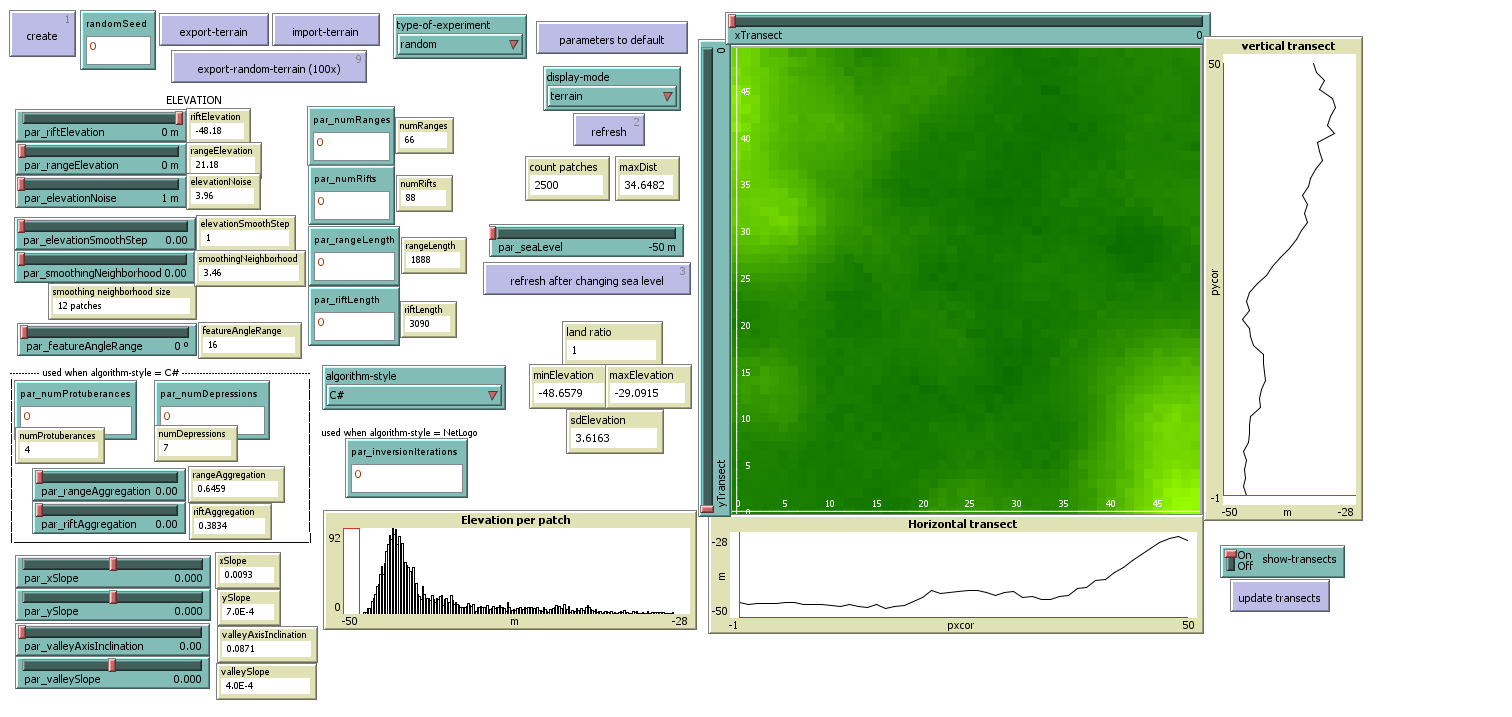 create
1
randomSeed
0
export-terrain
import-terrain
export-random-terrain (100x)
9
type-of-experiment
random
parameters to default
display-mode
terrain
refresh
2
count patches
2500
maxDist
34.6482
ELEVATION
par_riftElevation 0 m
riftElevation
-48.18
par_rangeElevation 0 m
rangeElevation
21.18
par_elevationNoise 1 m
elevationNoise
3.96
par_elevationSmoothStep 0.00
elevationSmoothStep
1
par_smoothingNeighborhood 0.00
smoothingNeighborhood
3.46
smoothing neighborhood size
12 patches
par_featureAngleRange 0 º
featureAngleRange
16
par_numRanges
0
numRanges
66
par_numRifts
0
numRifts
88
par_rangeLength
0
rangeLength
1888
par_riftLength
0
riftLength
3090
par_seaLevel -50 m
refresh after changing sea level
3
land ratio
1
minElevation
-48.6579
maxElevation
-29.0915
sdElevation
3.6163
used when algorithm-style = C#
par_numProtuberances
0
numProtuberances
4
par_numDepressions
0
numDepressions
7
par_rangeAggregation 0.00
rangeAggregation
0.6459
par_riftAggregation 0.00
riftAggregation
0.3834
algorithm-style
C#
used when algorithm-style = NetLogo
par_inversionIterations
0
par_xSlope 0.000
xSlope
0.0093
par_ySlope 0.000
ySlope
7.0E-4
par_valleyAxisInclination 0.00
valleyAxisInclination
0.0871
par_valleySlope 0.000
valleySlope
4.0E-4
Elevation per patch
92
0
-50 m -28
xTransect 0
yTransect 0
45
40
35
30
25
20
15
10
5
0
0 5 10 15 20 25 30 35 40 45
vertical transect
50
pycor
-1
-50 m -28
Horizontal transect
-28
m
-50
-1 pxcor 50
On
Off
show-transects
update transects